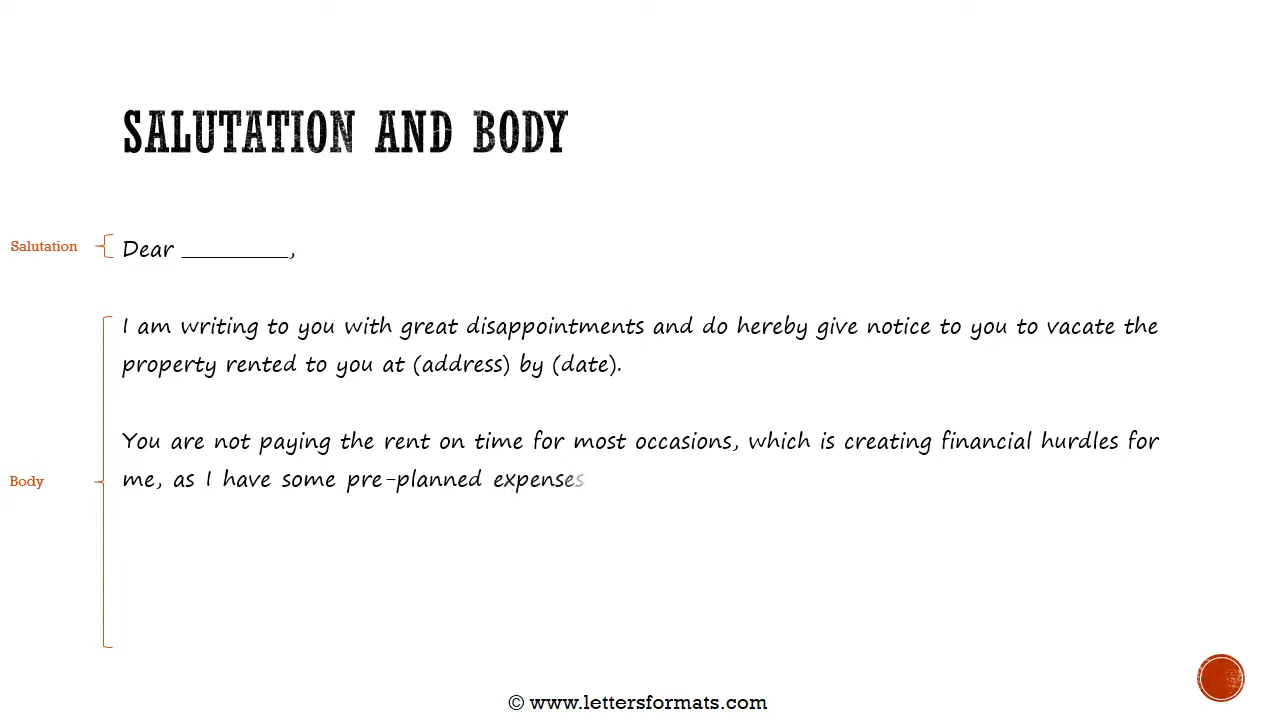 SALUTATION AND BODY
Salutation
Dear _________,
I am writing to you with great disappointments and do hereby give notice to you to vacate the
property rented to you at (address) by (date).
You are not paying the rent on time for most occasions, which is creating financial hurdles for
Body
me, as I have some pre-planned expenses
© www.lettersformats.com